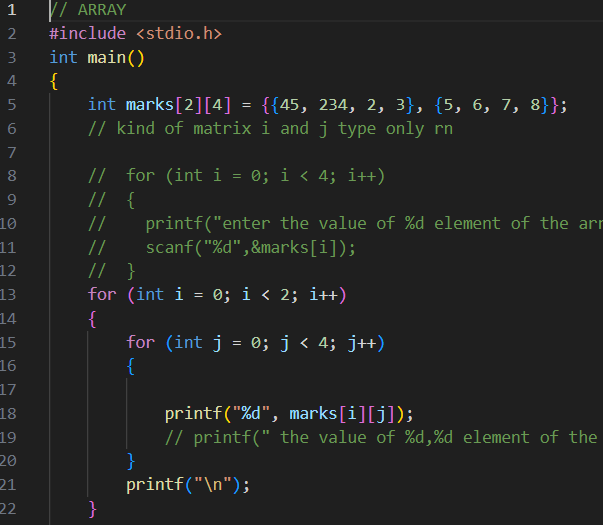 1 // ARRAY
2 #include <stdio.h>
3 int main()
4 {
5 int marks[2][4] = {{45, 234, 2, 3}, {5, 6, 7, 8}};
6 // kind of matrix i and j type only rn
7
8 // for (int i = 0; i < 4; i++)
9 // {
10 // printf("enter the value of %d element of the arr
11 // scanf("%d",&marks[i]);
12 // }
13 for (int i = 0; i < 2; i++)
14 {
15 for (int j = 0; j < 4; j++)
16 {
17
18 printf("%d", marks[i][j]);
19 // printf(" the value of %d,%d element of the
20 }
21 printf("\n");
22 }